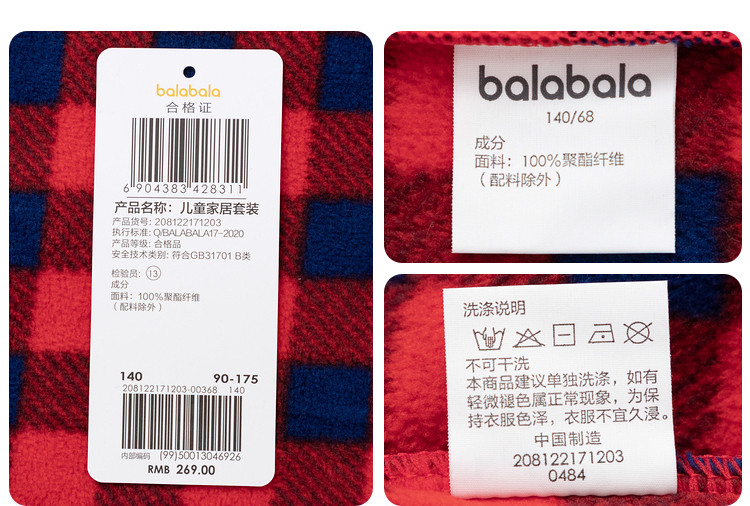 balabala
合格证
6 904383 428311
产品名称：儿童家居套装
产品货号: 208122171203
执行标准: Q/BALABALA17-2020
产品等级: 合格品
安全技术类别: 符合GB31701 B类
检验员: 13
成分
面料：100%聚酯纤维
（ 配料除外 ）
140 90-175
208122171203-00368 140
内部编码 (99)50013046926
RMB 269.00
balabala
140/68
成分
面料：100%聚酯纤维
（ 配料除外 ）
洗涤说明
不可干洗
本商品建议单独洗涤，如有
轻微褪色属正常现象，为保
持衣服色泽，衣服不宜久浸。
中国制造
208122171203
0484